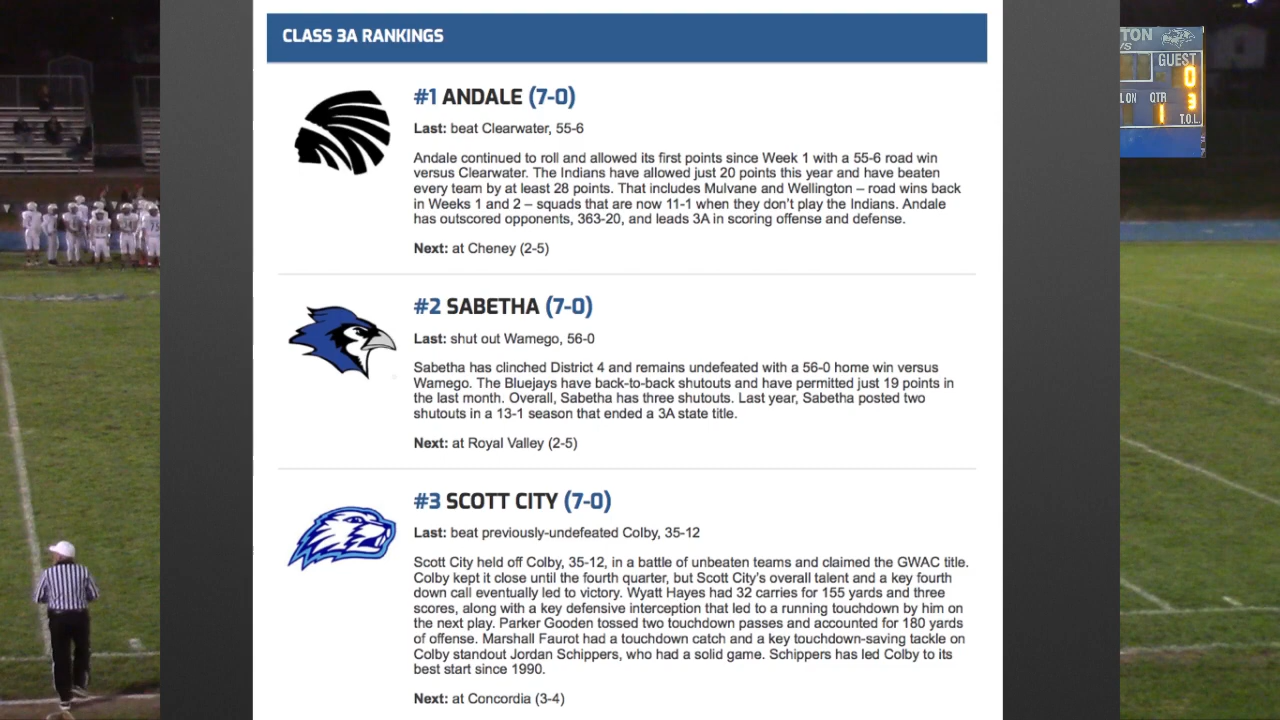 CLASS 3A RANKINGS
#1 ANDALE (7-0)
Last: beat Clearwater, 55-6
Andale continued to roll and allowed its first points since Week 1 with a 55-6 road win
versus Clearwater. The Indians have allowed just 20 points this year and have beaten
every team by at least 28 points. That includes Mulvane and Wellington – road wins back
in Weeks 1 and 2 – squads that are now 11-1 when they don't play the Indians. Andale
has outscored opponents, 363-20, and leads 3A in scoring offense and defense.
Next: at Cheney (2-5)
#2 SABETHA (7-0)
Last: shut out Wamego, 56-0
Sabetha has clinched District 4 and remains undefeated with a 56-0 home win versus
Wamego. The Bluejays have back-to-back shutouts and have permitted just 19 points in
the last month. Overall, Sabetha has three shutouts. Last year, Sabetha posted two
shutouts in a 13-1 season that ended a 3A state title.
Next: at Royal Valley (2-5)
#3 SCOTT CITY (7-0)
Last: beat previously-undefeated Colby, 35-12
Scott City held off Colby, 35-12, in a battle of unbeaten teams and claimed the GWAC title.
Colby kept it close until the fourth quarter, but Scott City's overall talent and a key fourth
down call eventually led to victory. Wyatt Hayes had 32 carries for 155 yards and three
scores, along with a key defensive interception that led to a running touchdown by him on
the next play. Parker Gooden tossed two touchdown passes and accounted for 180 yards
of offense. Marshall Faurot had a touchdown catch and a key touchdown-saving tackle on
Colby standout Jordan Schippers, who had a solid game. Schippers has led Colby to its
best start since 1990.
Next: at Concordia (3-4)
TON
GUEST
0
L ON QTR 3
1 T.O.L.